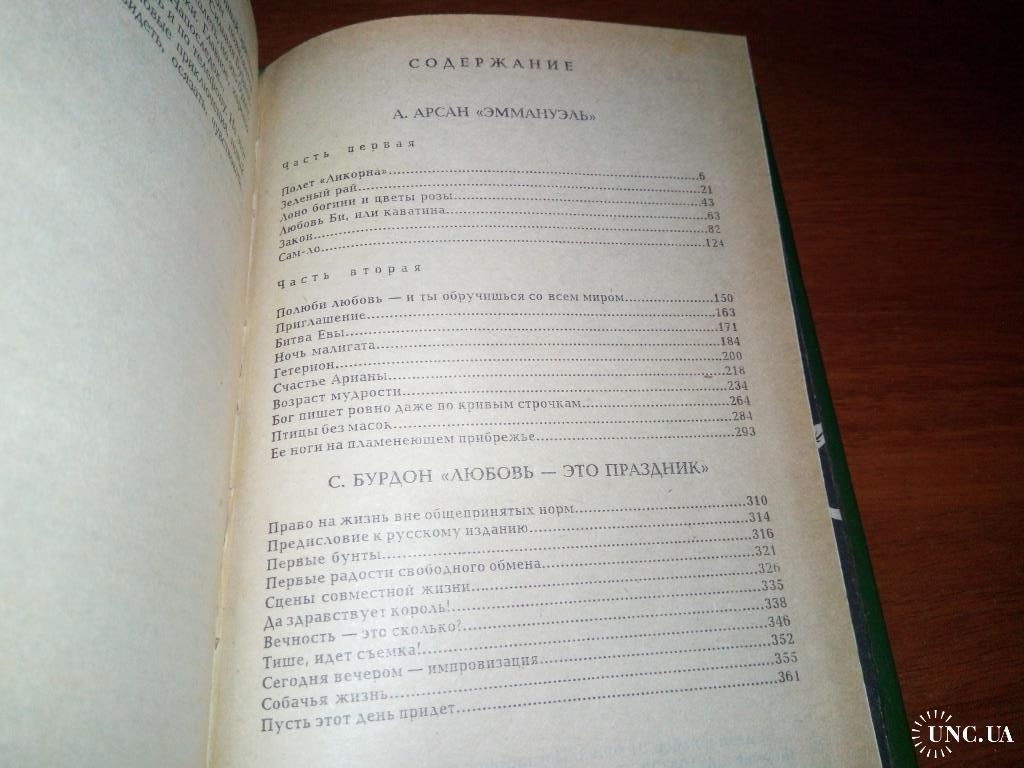 СОДЕРЖАНИЕ
А. АРСАН «ЭММАНУЭЛЬ»
часть первая
Полет «Ликорна»........6
Зеленый рай........21
Лоно богини и цветы розы........43
Любовь Би, или каватина........63
Закон........82
Сам-ло........124
часть вторая
Полюби любовь — и ты обручишься со всем миром........150
Приглашение........163
Битва Евы........171
Ночь малигата........184
Гетерион........200
Счастье Арианы........218
Возраст мудрости........234
Бог пишет ровно даже по кривым строчкам........264
Птицы без масок........284
Ее ноги на пламенеющем прибрежье........293
С. БУРДОН «ЛЮБОВЬ — ЭТО ПРАЗДНИК»
Право на жизнь вне общепринятых норм........310
Предисловие к русскому изданию........314
Первые бунты........316
Первые радости свободного обмена........321
Сцены совместной жизни........326
Да здравствует король!........335
Вечность — это сколько?........338
Тише, идет съемка!........346
Сегодня вечером — импровизация........352
Собачья жизнь........355
Пусть этот день придет........361
UNC.UA